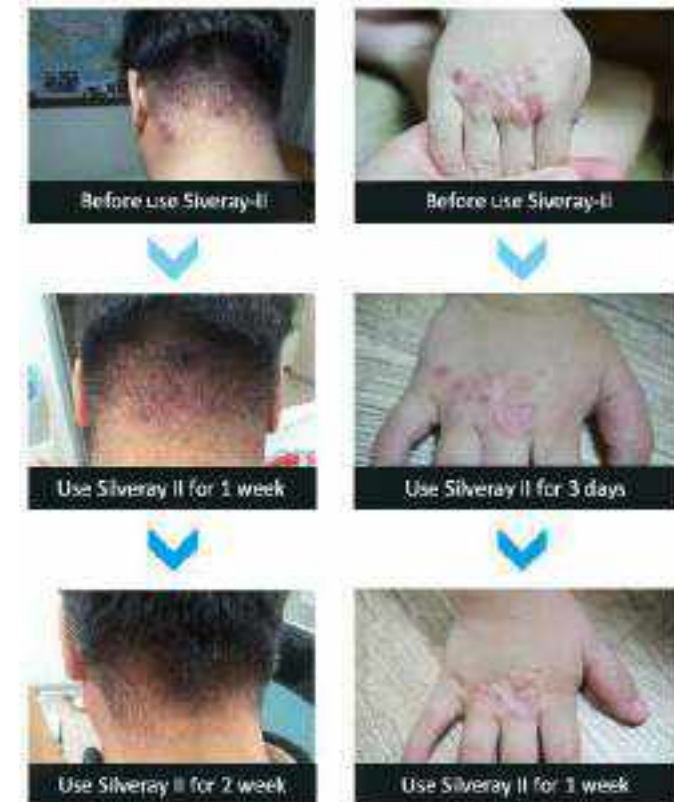 Before use Siveray-II
Before use Siveray-II
Use Silveray II for 1 week
Use Silveray II for 3 days
Use Silveray II for 2 week
Use Silveray II for 1 week